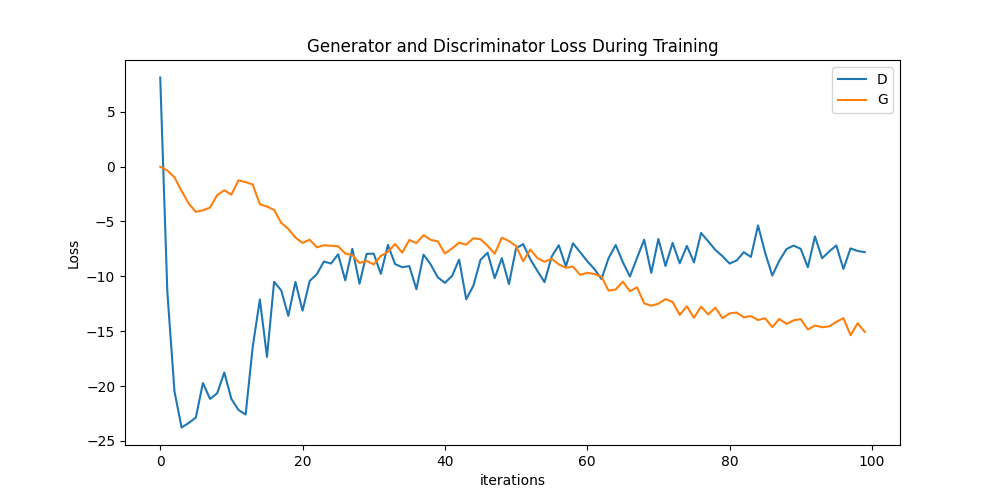 Generator and Discriminator Loss During Training
D
G
Loss
5
0
−5
−10
−15
−20
−25
0 20 40 60 80 100
iterations